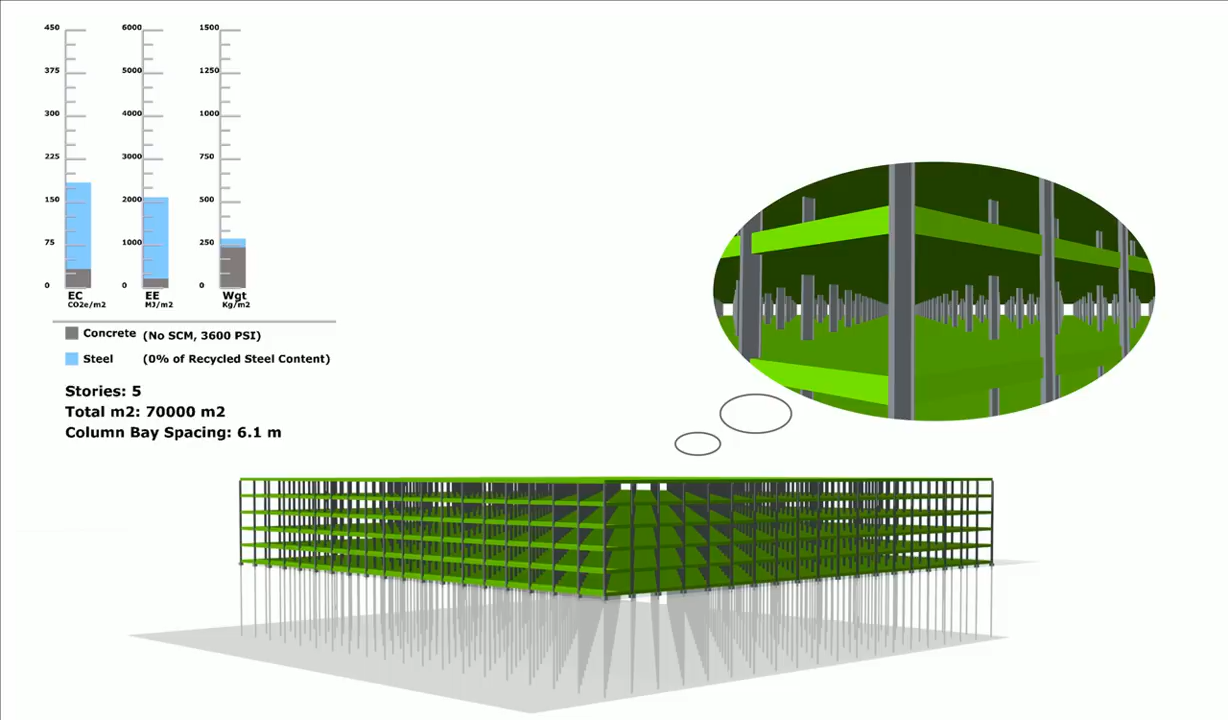 450 6000 1500
375 5000 1250
300 4000 1000
225 3000 750
150 2000 500
75 1000 250
0 0 0
EC EE Wgt
CO2e/m2 MJ/m2 Kg/m2
Concrete (No SCM, 3600 PSI)
Steel (0% of Recycled Steel Content)
Stories: 5
Total m2: 70000 m2
Column Bay Spacing: 6.1 m